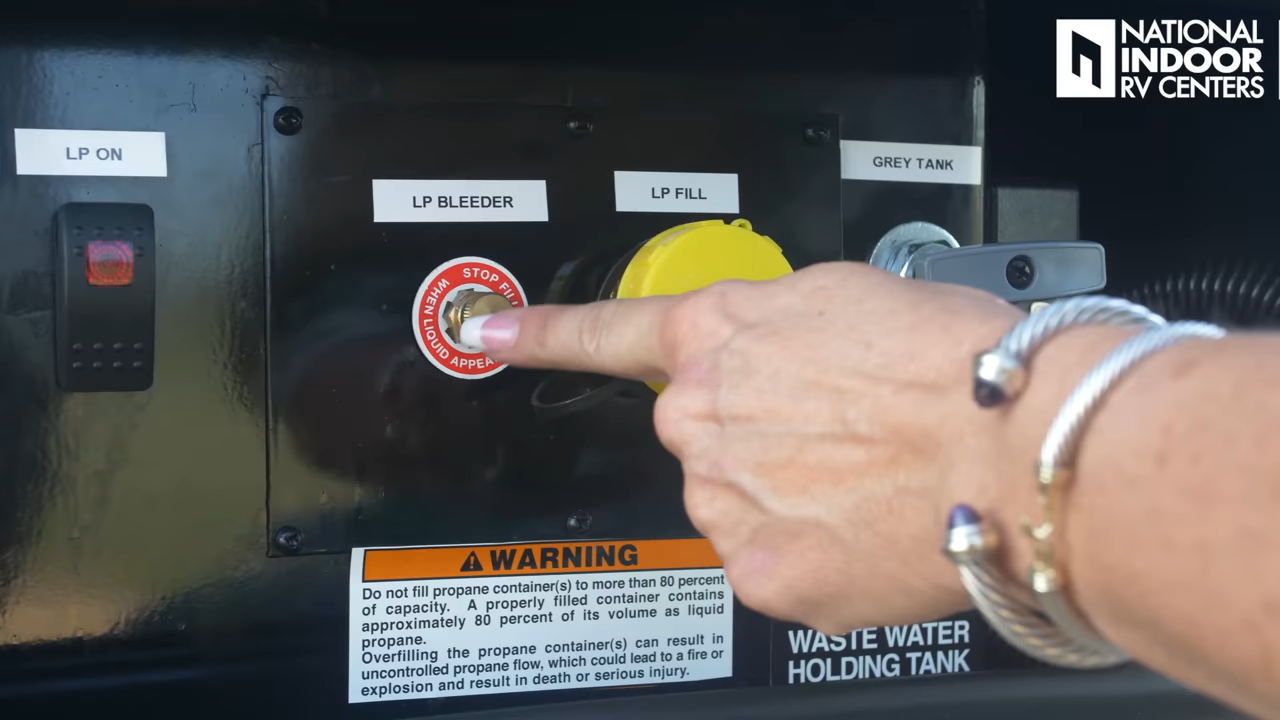 NATIONAL
INDOOR
RV CENTERS
LP ON
LP BLEEDER
LP FILL
GREY TANK
STOP
WHEN LIQUID
WARNING
Do not fill propane container(s) to more than 80 percent
of capacity. A properly filled container contains
approximately 80 percent of its volume as liquid
propane.
Overfilling the propane container(s) can result in
uncontrolled propane flow, which could lead to a fire or
explosion and result in death or serious injury.
WASTE WATER
HOLDING TANK